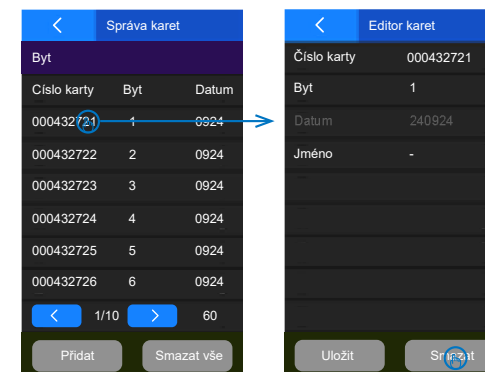 Správa karet
Byt
Císlo karty Byt Datum
000432721 1 0924
000432722 2 0924
000432723 3 0924
000432724 4 0924
000432725 5 0924
000432726 6 0924
1/10 60
Přidat Smazat vše
Editor karet
Číslo karty 000432721
Byt 1
Datum 240924
Jméno -
Uložit Smazat